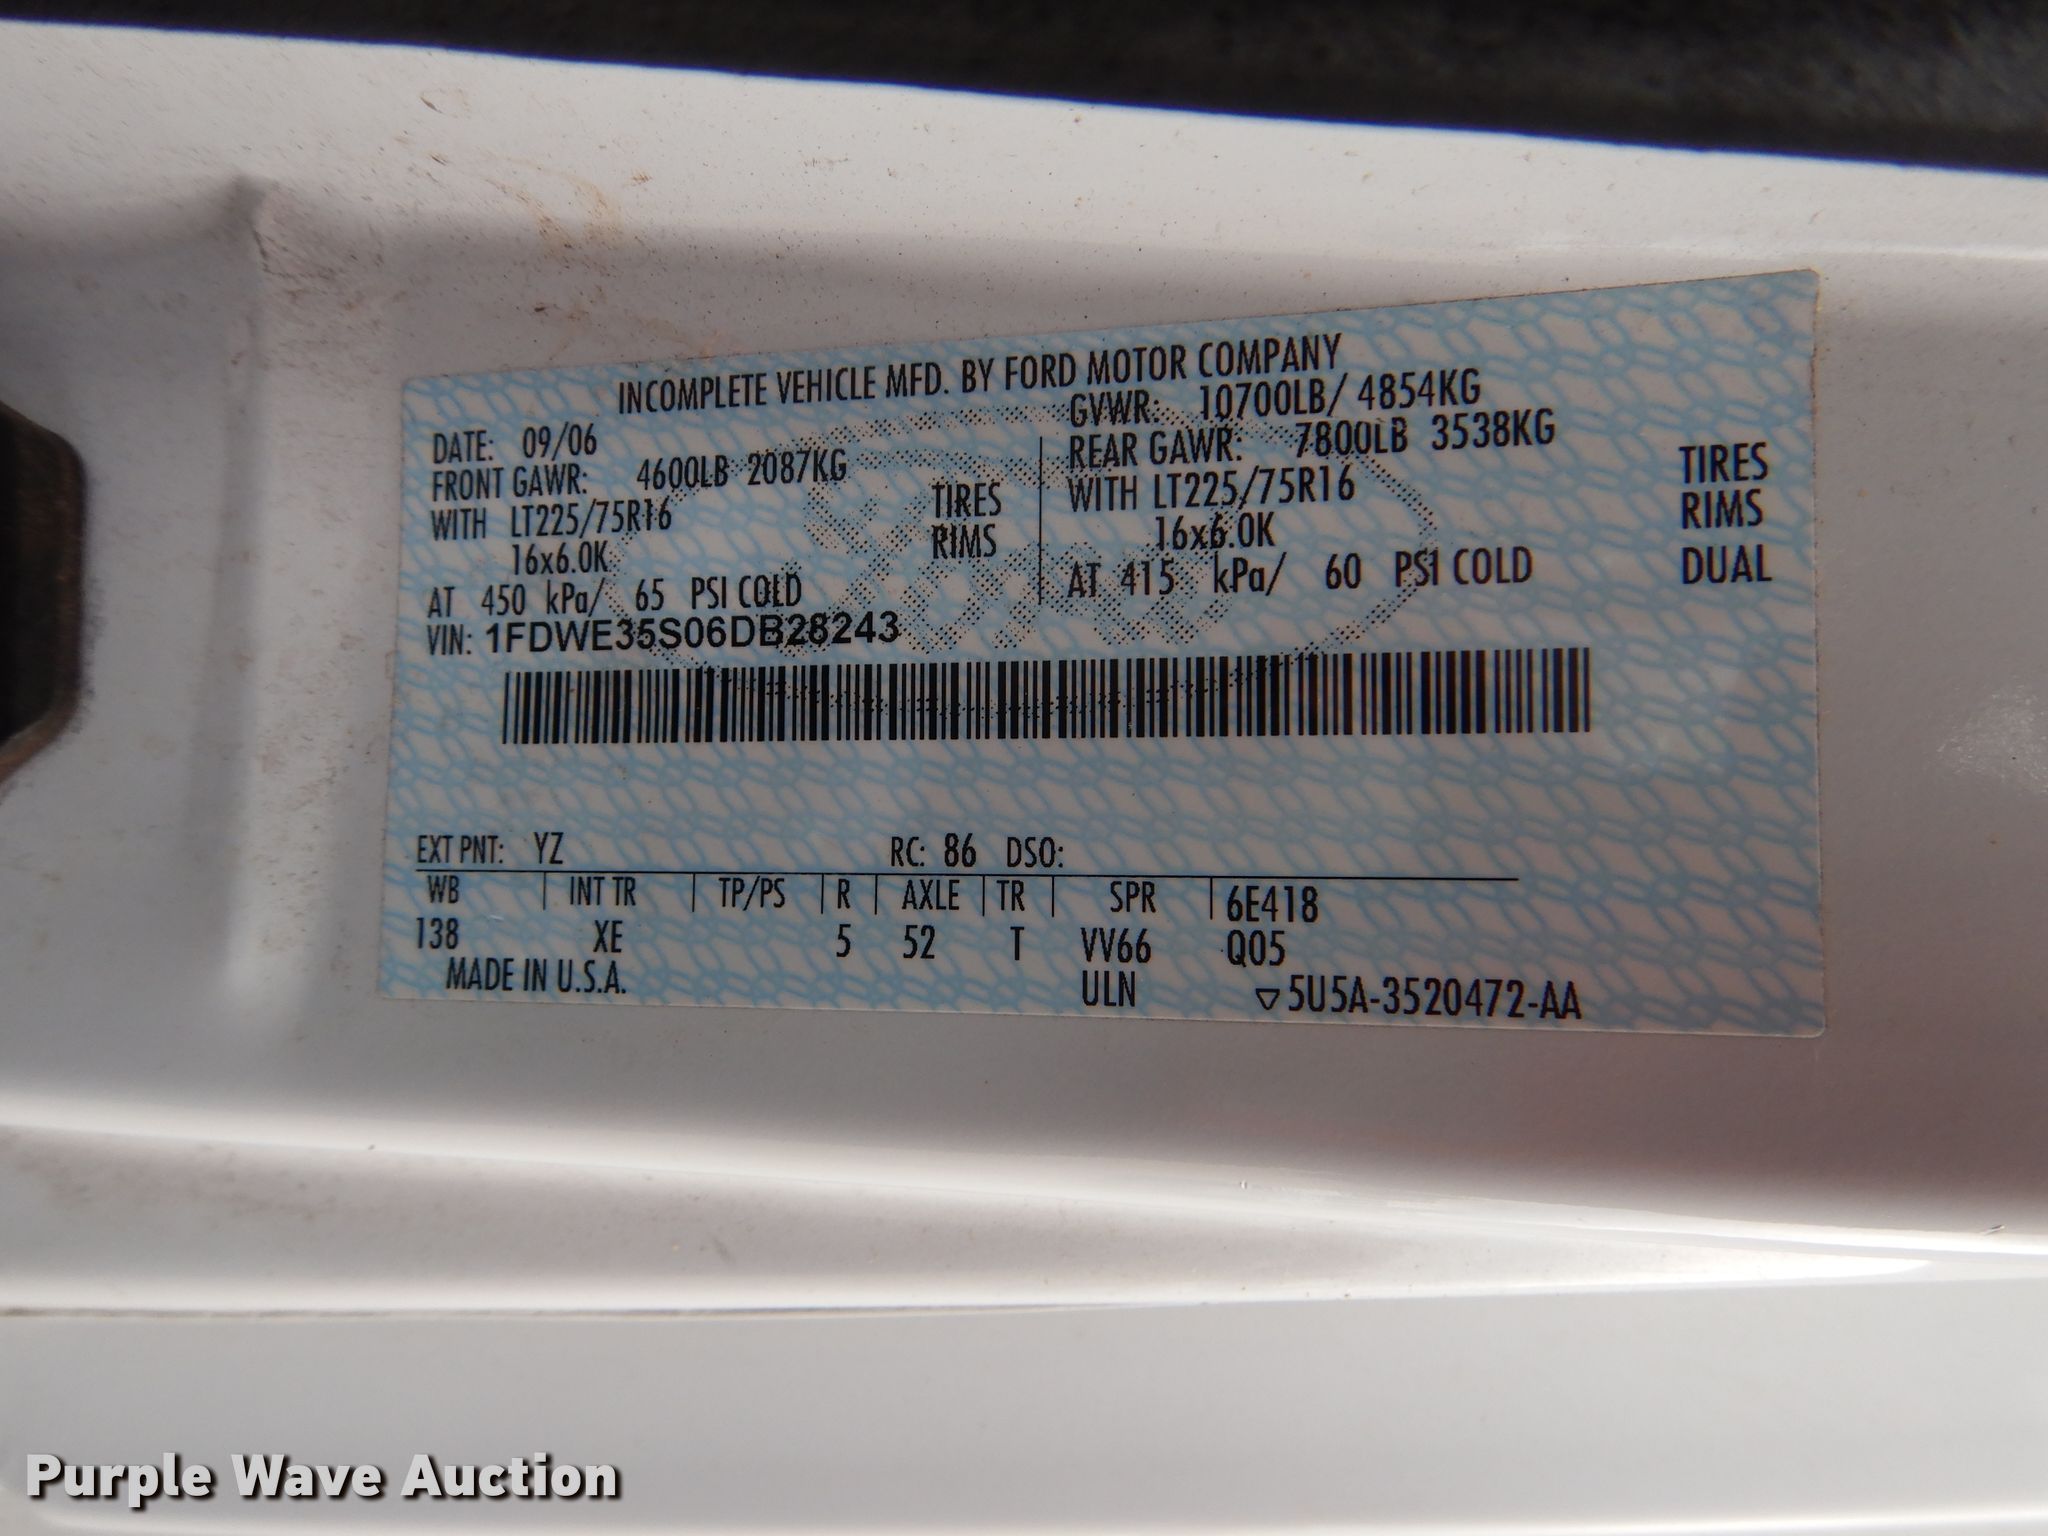 INCOMPLETE VEHICLE MFD. BY FORD MOTOR COMPANY
DATE: 09/06
GVWR: 10700LB/ 4854KG
FRONT GAWR: 4600LB 2087KG
REAR GAWR: 7800LB 3538KG
WITH LT225/75R16 TIRES
WITH LT225/75R16 TIRES
16x6.0K RIMS
16x6.0K RIMS
AT 450 kPa/ 65 PSI COLD
AT 415 kPa/ 60 PSI COLD DUAL
VIN: 1FDWE35S06DB28243
EXT PNT: YZ RC: 86 DSO:
WB INT TR TP/PS R AXLE TR SPR 6E418
138 XE 5 52 T VV66 Q05
MADE IN U.S.A. ULN ▽5U5A-3520472-AA
Purple Wave Auction